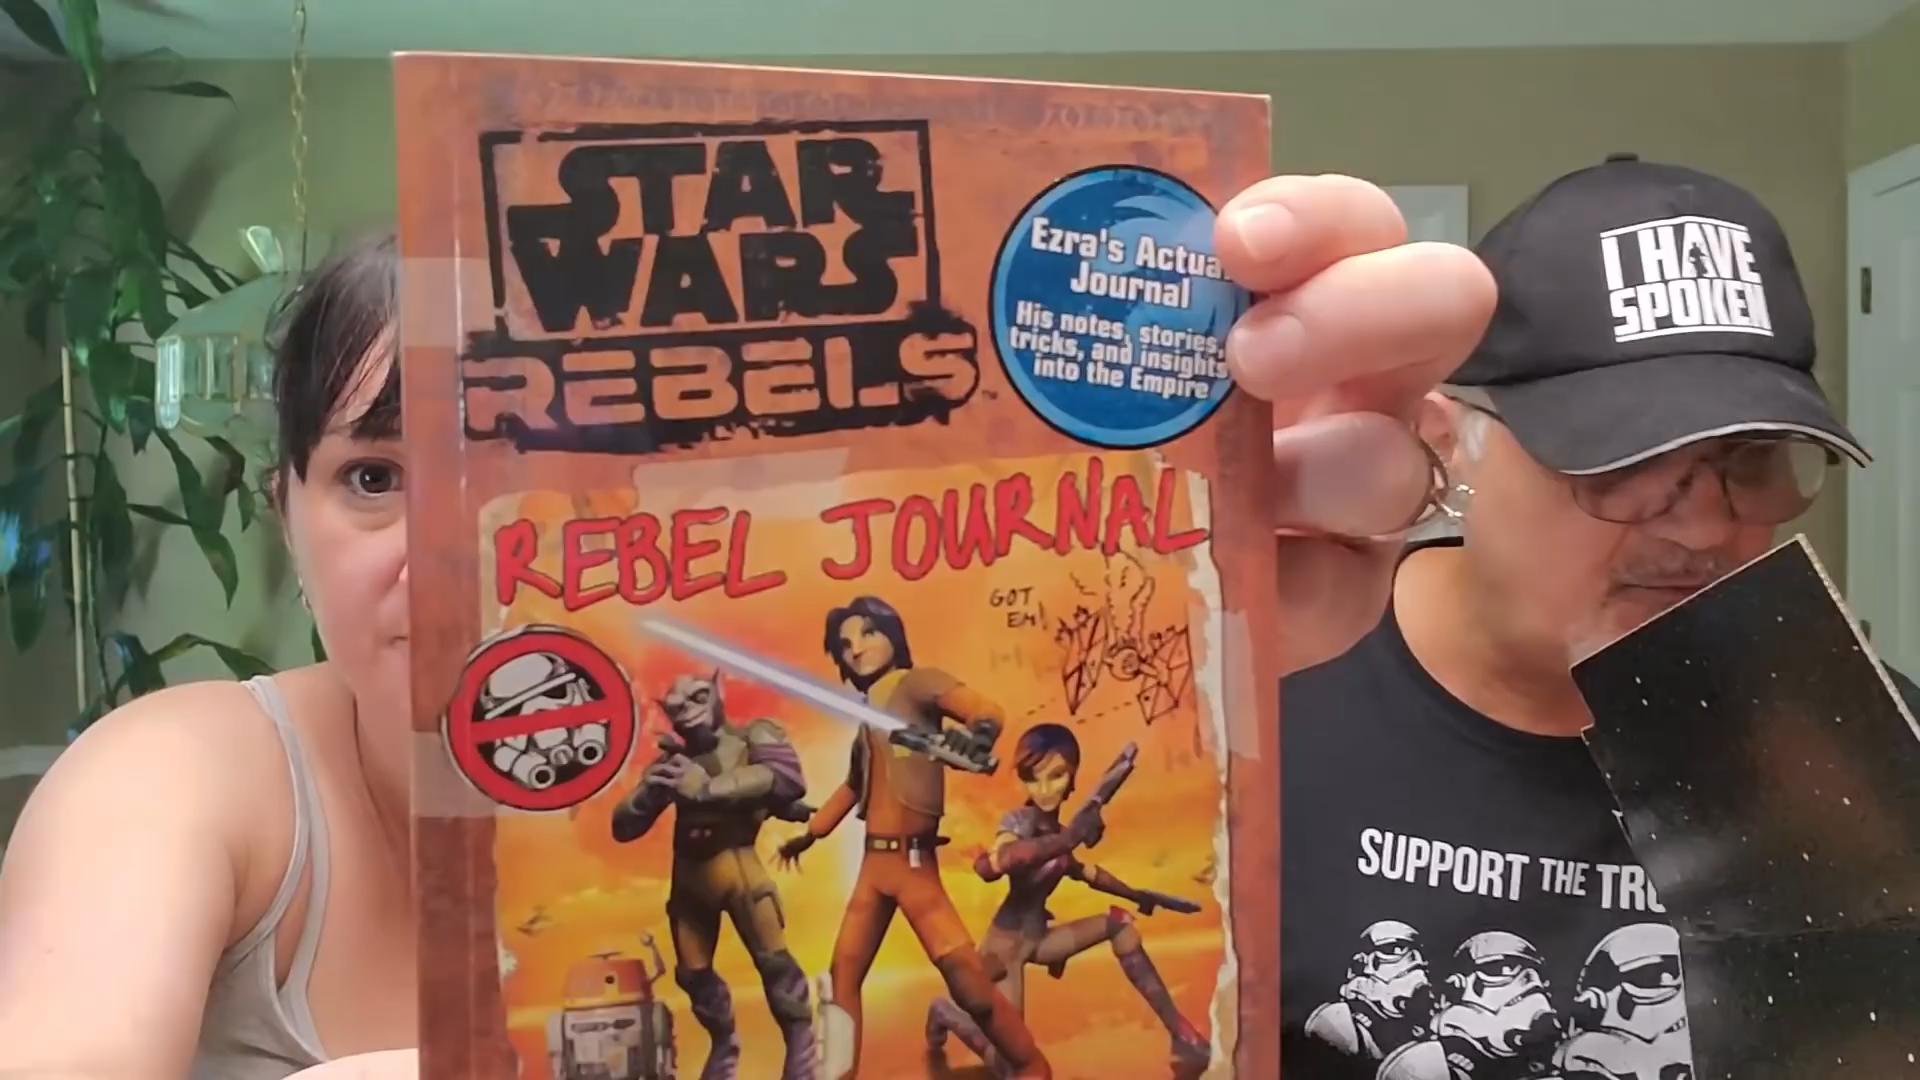 STAR
WARS
REBELS
Ezra's Actua
Journal
His notes, stories,
tricks, and insights
into the Empire
REBEL JOURNAL
GOT
EM!
I HAVE
SPOKEN
SUPPORT THE